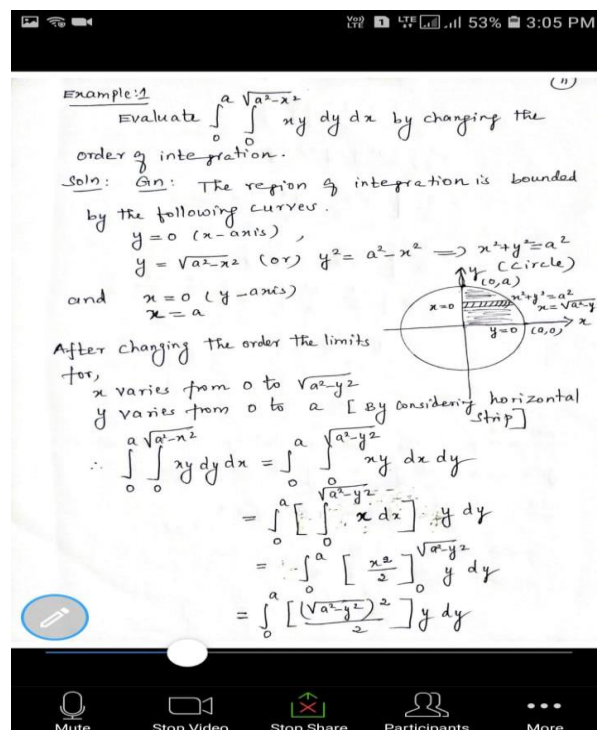 VoLTE 1 LTE 53% 3:05 PM
11
Example:1
Evaluate ∫₀^a ∫₀^√(a²-x²) xy dy dx by changing the
order of integration.
Soln: Gn: The region of integration is bounded
by the following curves.
y=0 (x-axis),
y = √(a²-x²) (or) y² = a²-x² ⇒ x²+y²=a²
(circle)
and x=0 (y-axis)
x=a
y
(0,a)
x=0
x²+y²=a²
x=√a²-y
y=0
(a,0)
x
After changing the order the limits
for,
x varies from 0 to √(a²-y²)
y varies from 0 to a [By considering horizontal
strip]
∴ ∫₀^a ∫₀^√(a²-x²) xy dy dx = ∫₀^a ∫₀^√(a²-y²) xy dx dy
= ∫₀^a [∫₀^√(a²-y²) x dx] y dy
= ∫₀^a [x²/2]₀^√(a²-y²) y dy
= ∫₀^a [(√(a²-y²))²/2] y dy
Mute Stop Video Stop Share Participants More